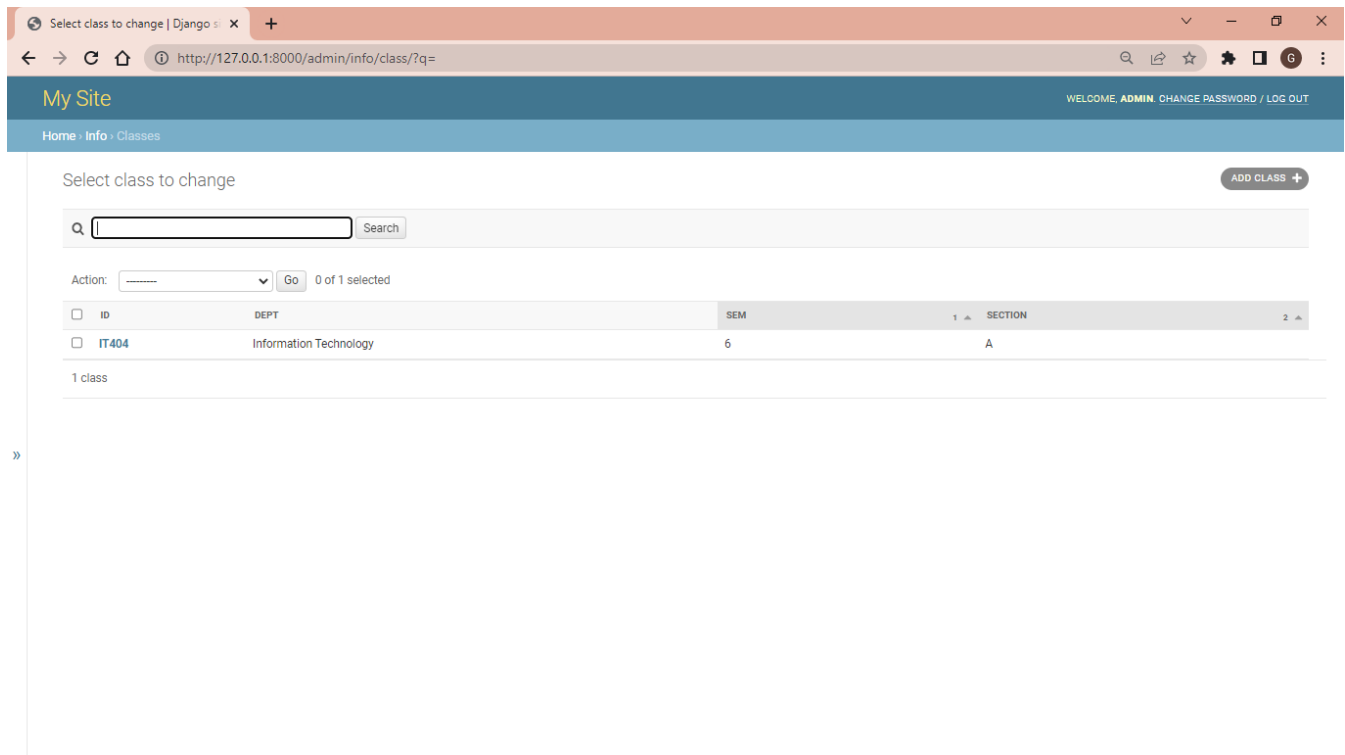 Select class to change | Django s
http://127.0.0.1:8000/admin/info/class/?q=
G
My Site
WELCOME, ADMIN. CHANGE PASSWORD / LOG OUT
Home › Info › Classes
Select class to change
ADD CLASS +
Search
Action: --------- Go 0 of 1 selected
ID DEPT SEM 1 SECTION 2
IT404 Information Technology 6 A
1 class
»